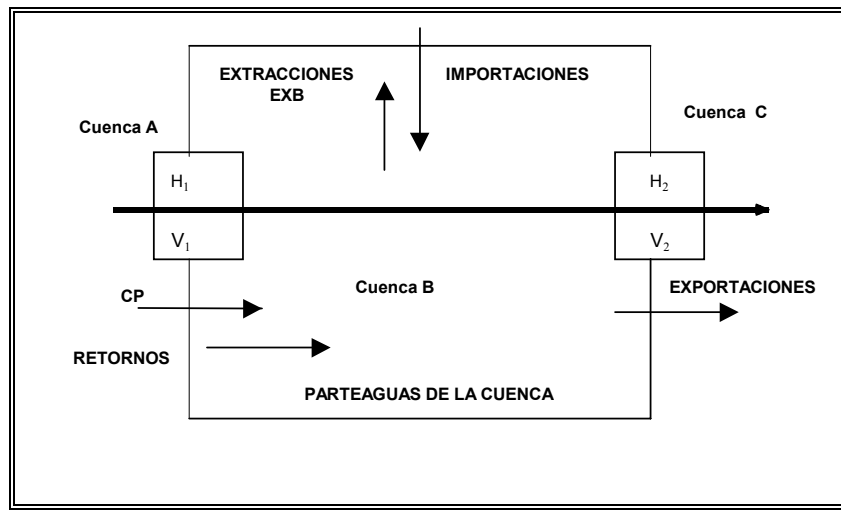 EXTRACCIONES
EXB
IMPORTACIONES
Cuenca A
Cuenca C
H₁
H₂
V₁
V₂
CP
Cuenca B
EXPORTACIONES
RETORNOS
PARTEAGUAS DE LA CUENCA